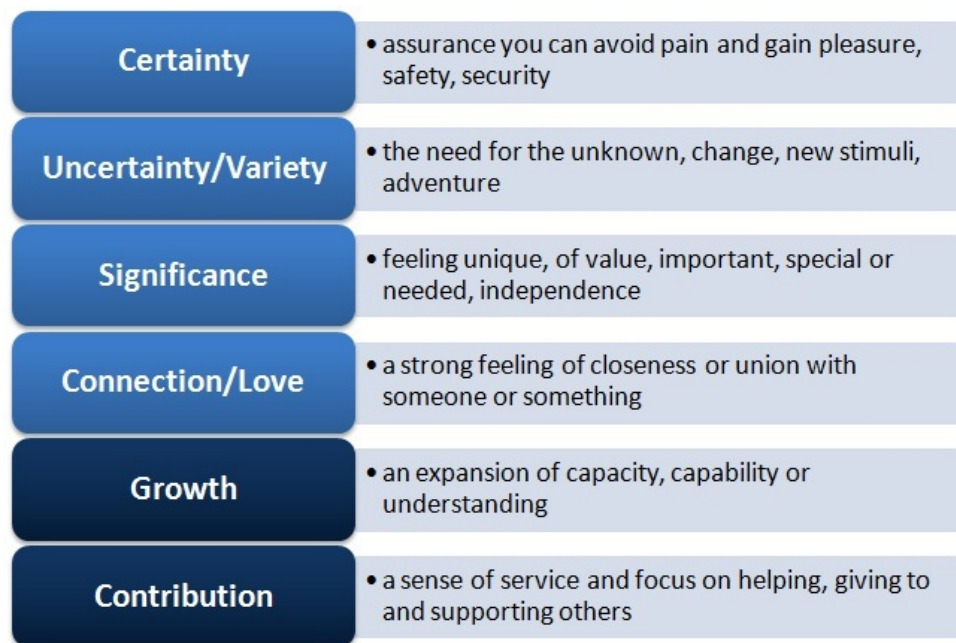 Certainty
• assurance you can avoid pain and gain pleasure,
safety, security
Uncertainty/Variety
• the need for the unknown, change, new stimuli,
adventure
Significance
• feeling unique, of value, important, special or
needed, independence
Connection/Love
• a strong feeling of closeness or union with
someone or something
Growth
• an expansion of capacity, capability or
understanding
Contribution
• a sense of service and focus on helping, giving to
and supporting others